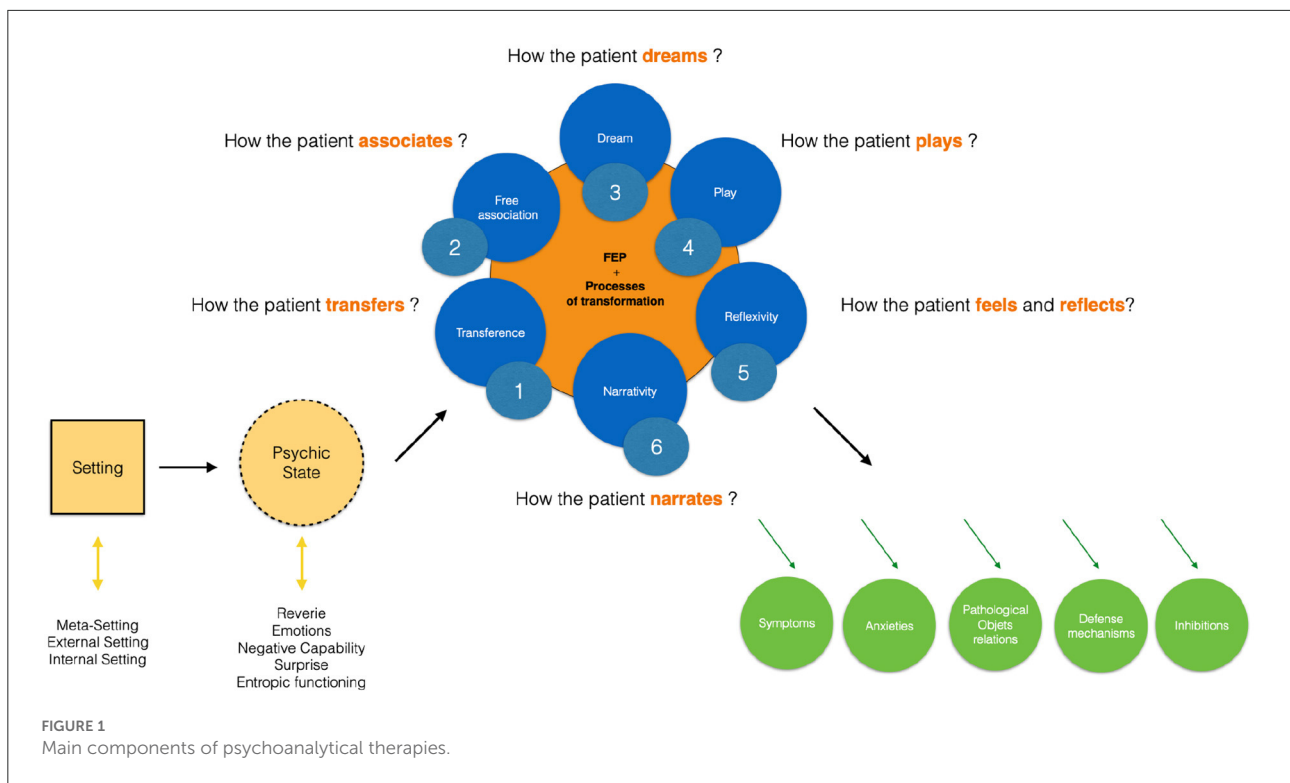 How the patient dreams ?
How the patient associates ?
How the patient plays ?
Dream
3
Free
association
2
Play
4
FEP
+
Processes
of transformation
How the patient transfers ?
Transference
1
Reflexivity
5
How the patient feels and reflects?
Narrativity
6
How the patient narrates ?
Setting
Psychic
State
Meta-Setting
External Setting
Internal Setting
Reverie
Emotions
Negative Capability
Surprise
Entropic functioning
Symptoms
Anxieties
Pathological
Objets
relations
Defense
mechanisms
Inhibitions
FIGURE 1
Main components of psychoanalytical therapies.